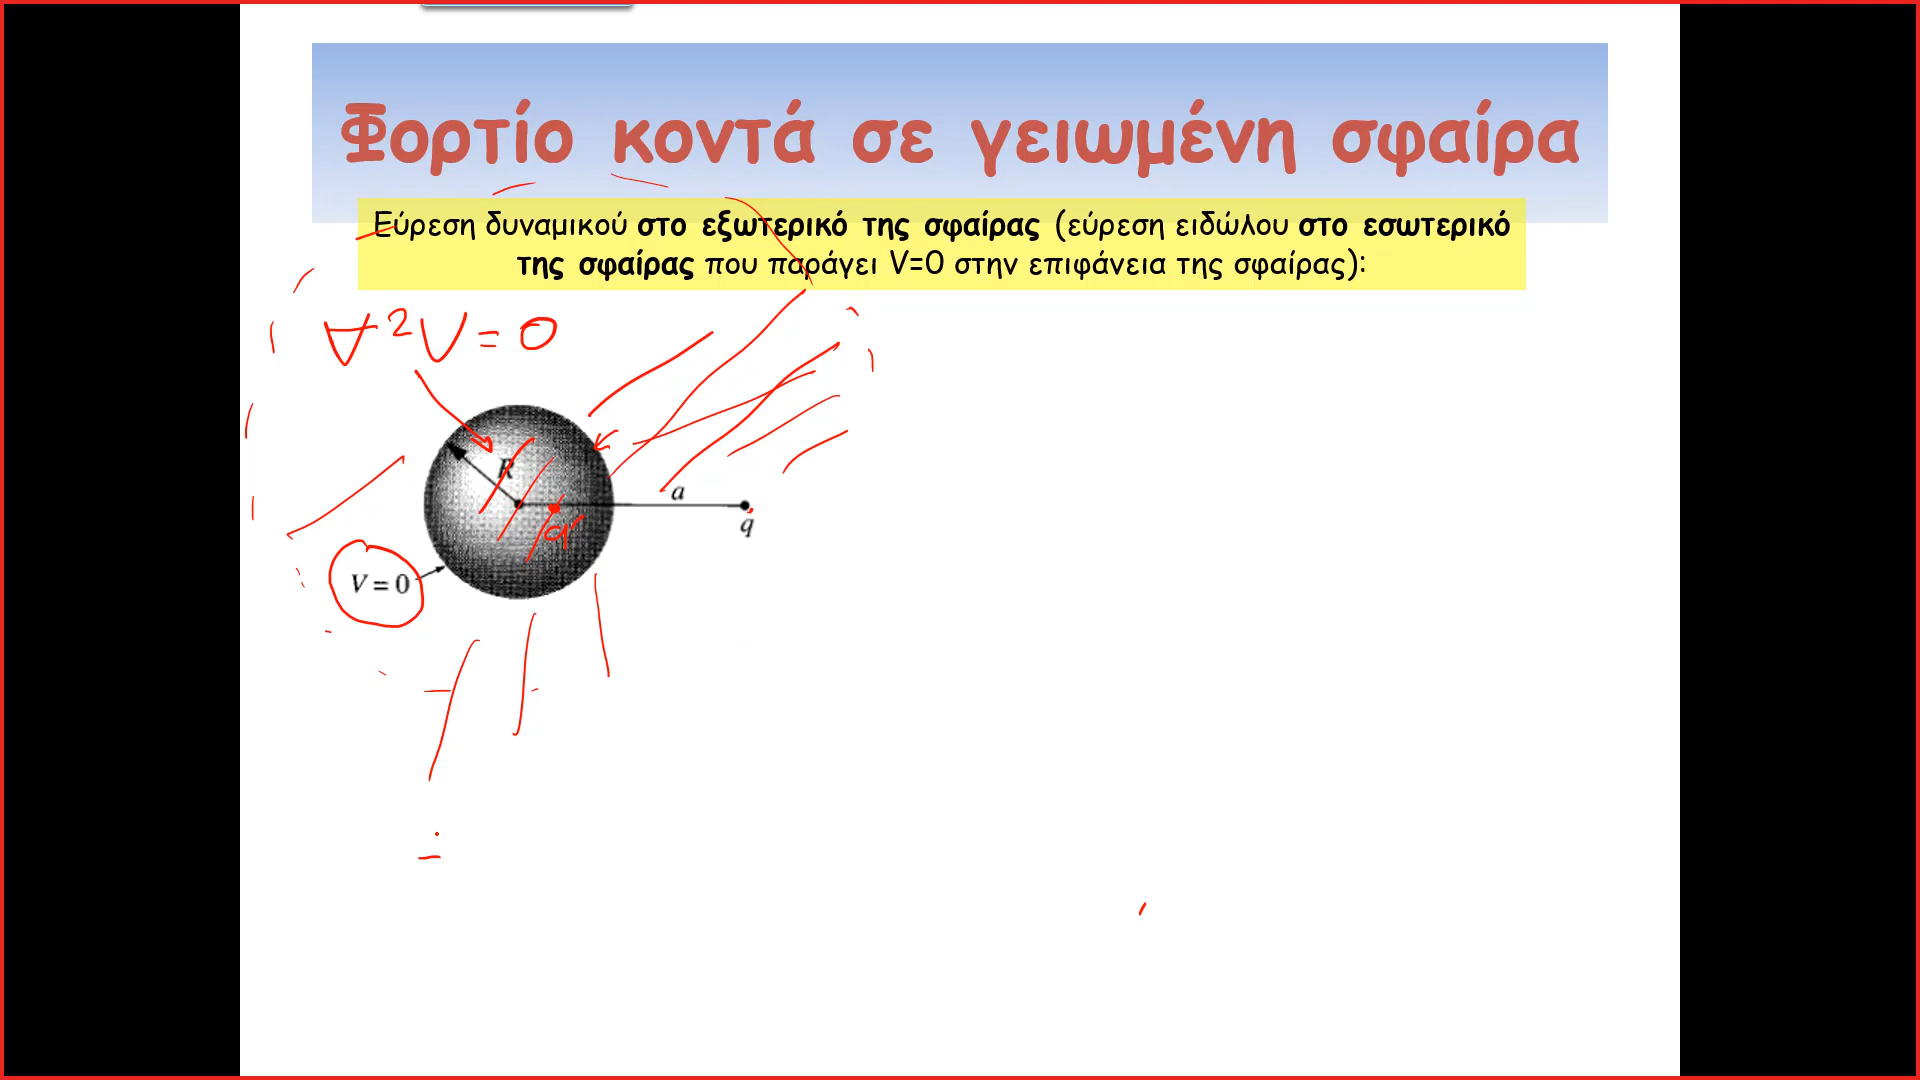 Φορτίο κοντά σε γειωμένη σφαίρα
Εύρεση δυναμικού στο εξωτερικό της σφαίρας (εύρεση ειδώλου στο εσωτερικό
της σφαίρας που παράγει V=0 στην επιφάνεια της σφαίρας):
∇²V=0
R
a
q
q'
V = 0